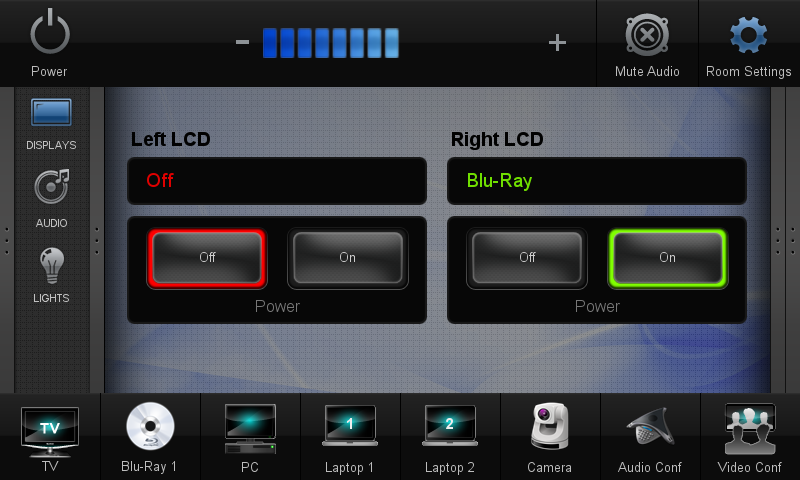 Power
Mute Audio
Room Settings
DISPLAYS
AUDIO
LIGHTS
Left LCD
Right LCD
Off
Blu-Ray
Off
On
Off
On
Power
Power
TV
TV
Blu-Ray 1
PC
1
Laptop 1
2
Laptop 2
Camera
Audio Conf
Video Conf